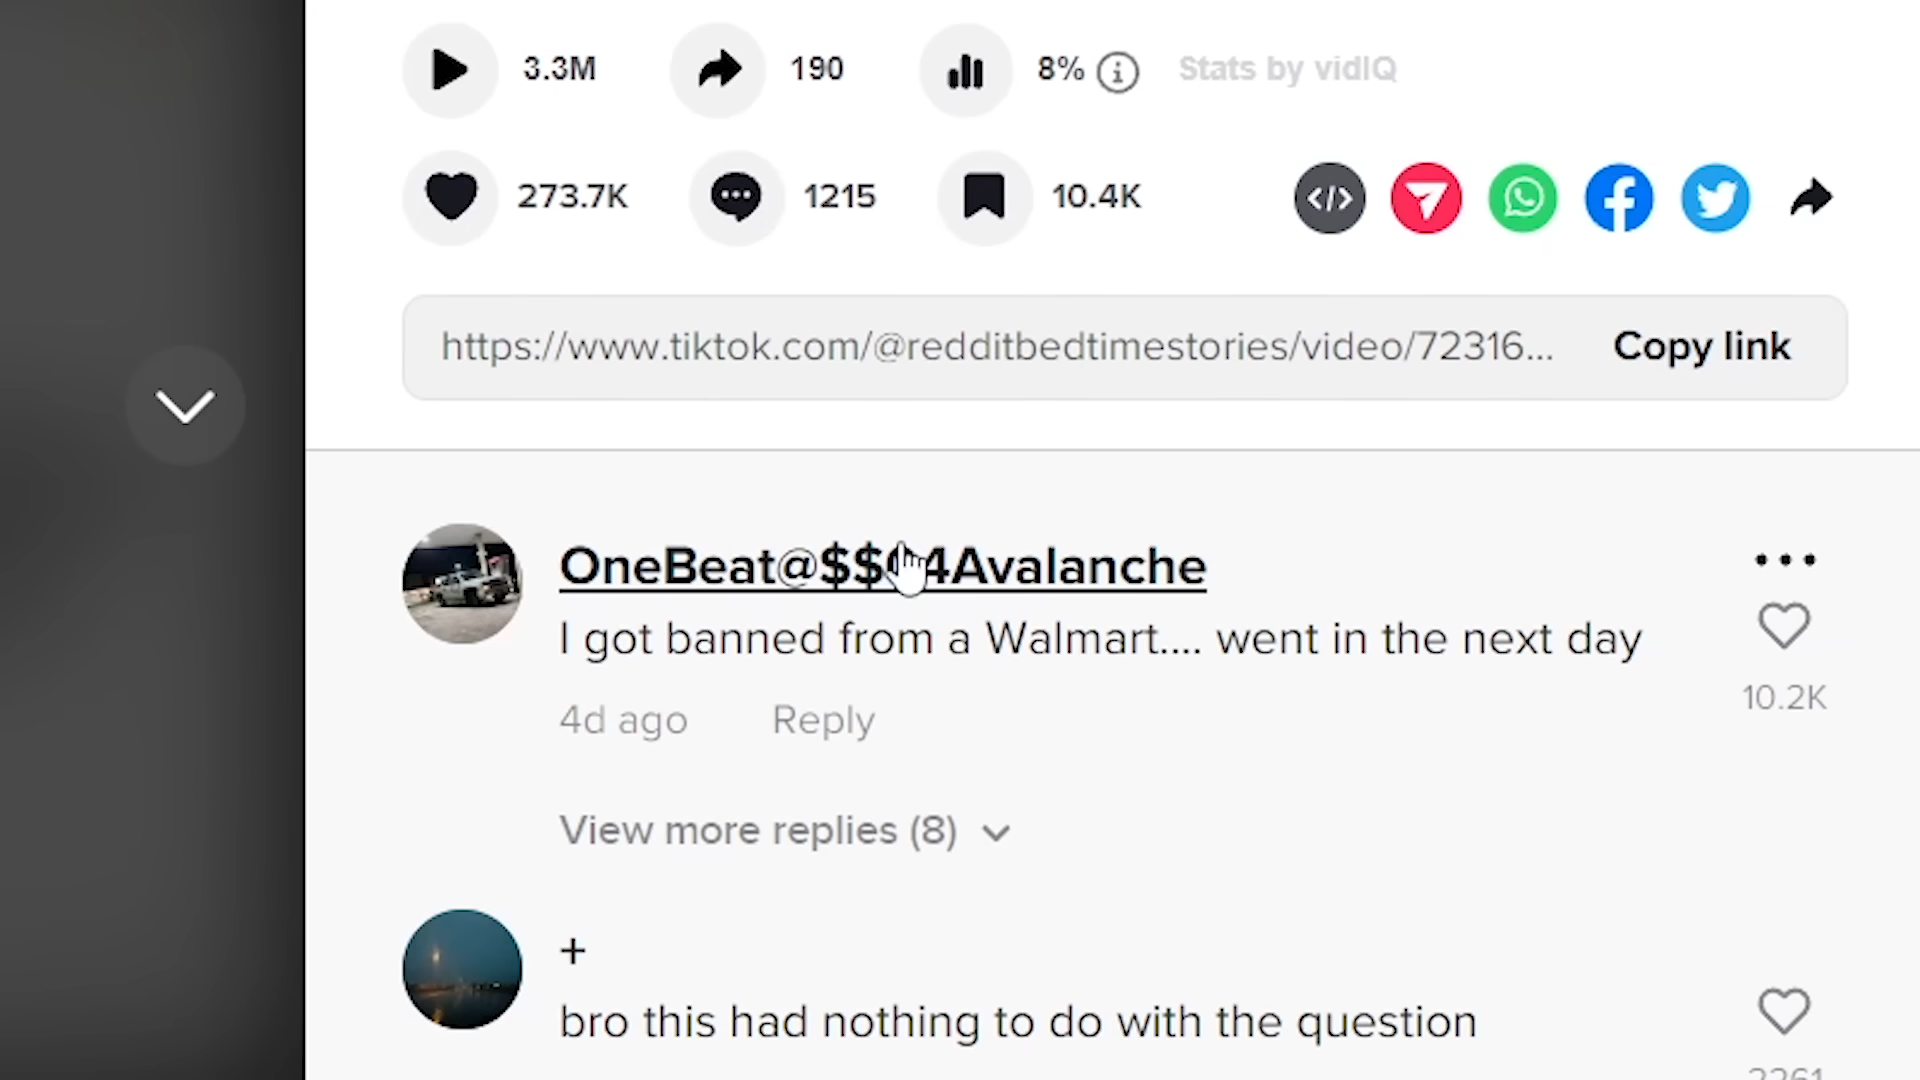 3.3M 190 8% Stats by vidIQ
273.7K 1215 10.4K
https://www.tiktok.com/@redditbedtimestories/video/72316... Copy link
I got banned from a Walmart.... went in the next day
10.2K
4d ago Reply
View more replies (8)
+
bro this had nothing to do with the question